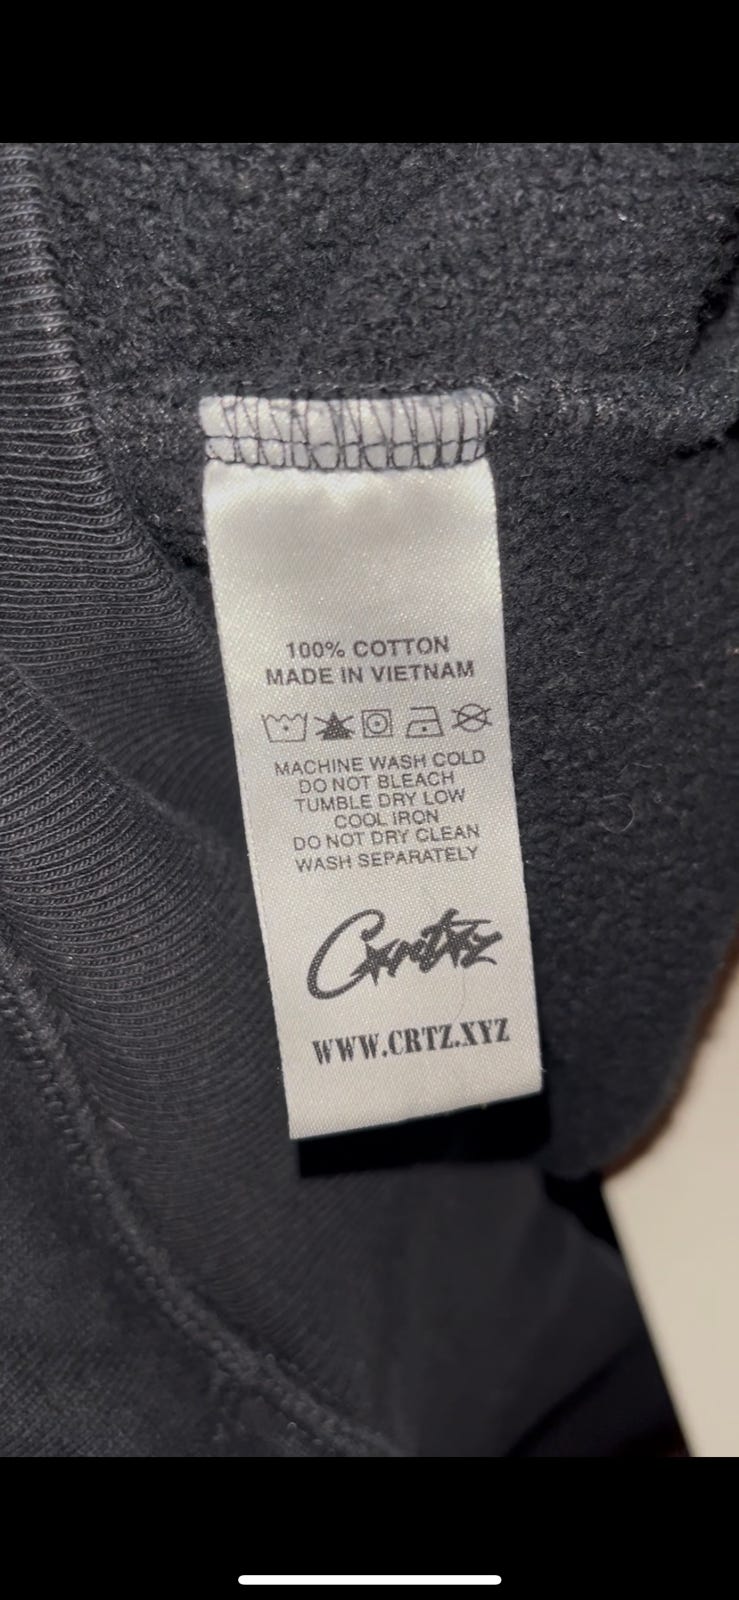 100% COTTON
MADE IN VIETNAM
MACHINE WASH COLD
DO NOT BLEACH
TUMBLE DRY LOW
COOL IRON
DO NOT DRY CLEAN
WASH SEPARATELY
Crtz
WWW.CRTZ.XYZ